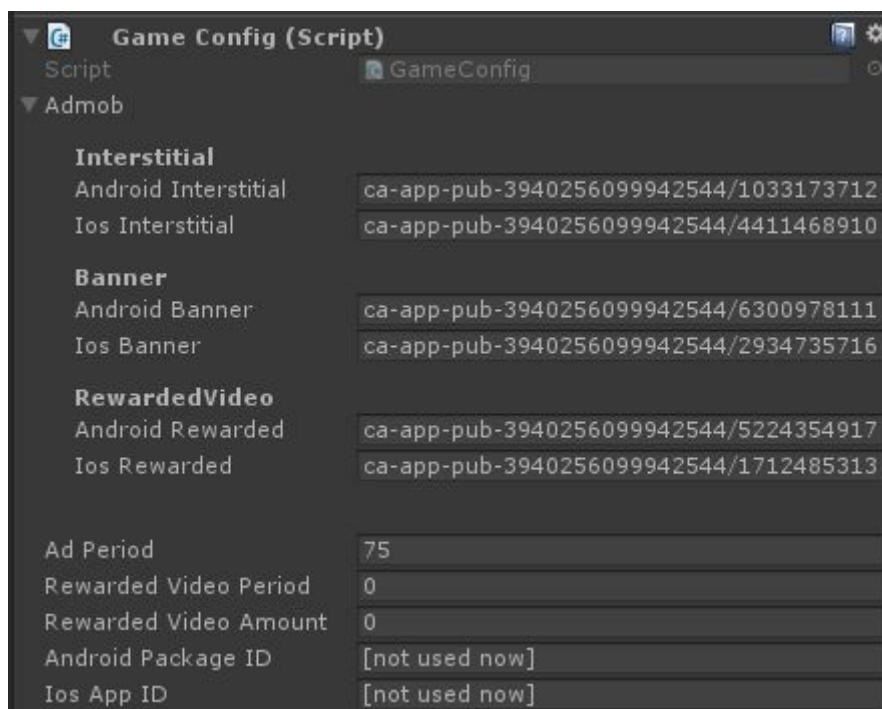 Game Config (Script)
Script GameConfig
Admob
Interstitial
Android Interstitial ca-app-pub-3940256099942544/1033173712
Ios Interstitial ca-app-pub-3940256099942544/4411468910
Banner
Android Banner ca-app-pub-3940256099942544/6300978111
Ios Banner ca-app-pub-3940256099942544/2934735716
RewardedVideo
Android Rewarded ca-app-pub-3940256099942544/5224354917
Ios Rewarded ca-app-pub-3940256099942544/1712485313
Ad Period 75
Rewarded Video Period 0
Rewarded Video Amount 0
Android Package ID [not used now]
Ios App ID [not used now]